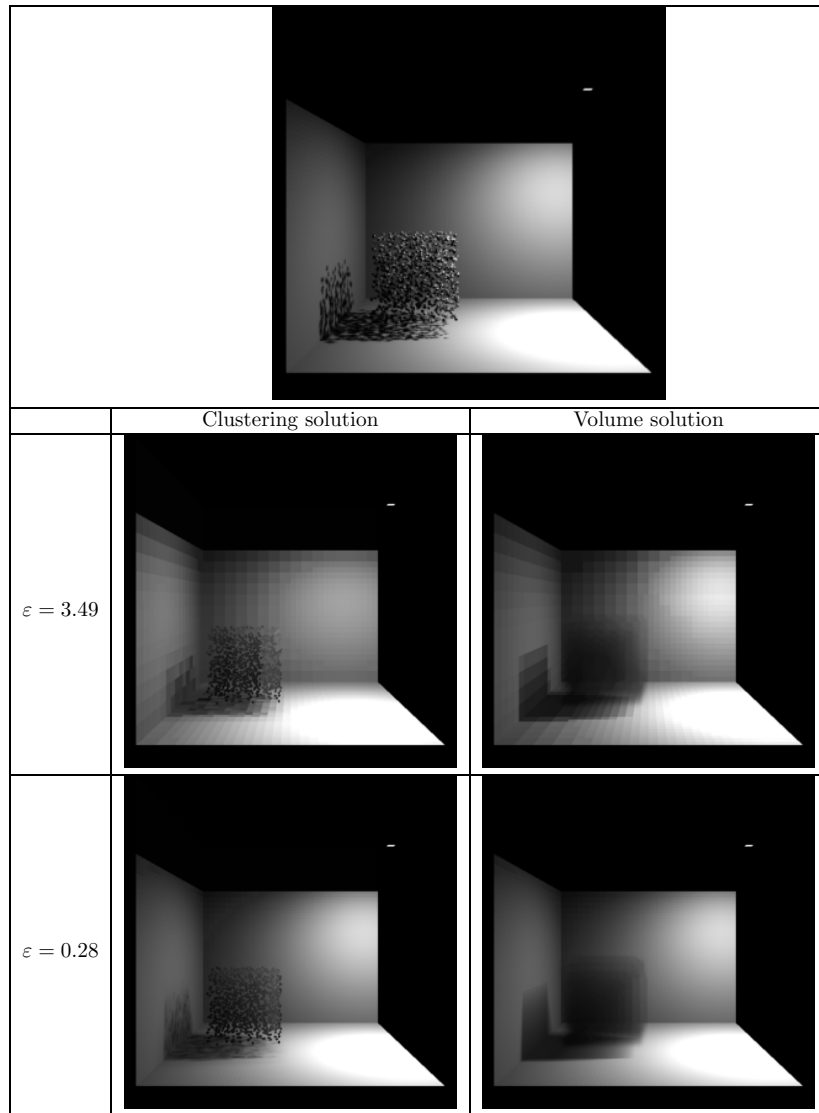 Clustering solution
Volume solution
ε = 3.49
ε = 0.28